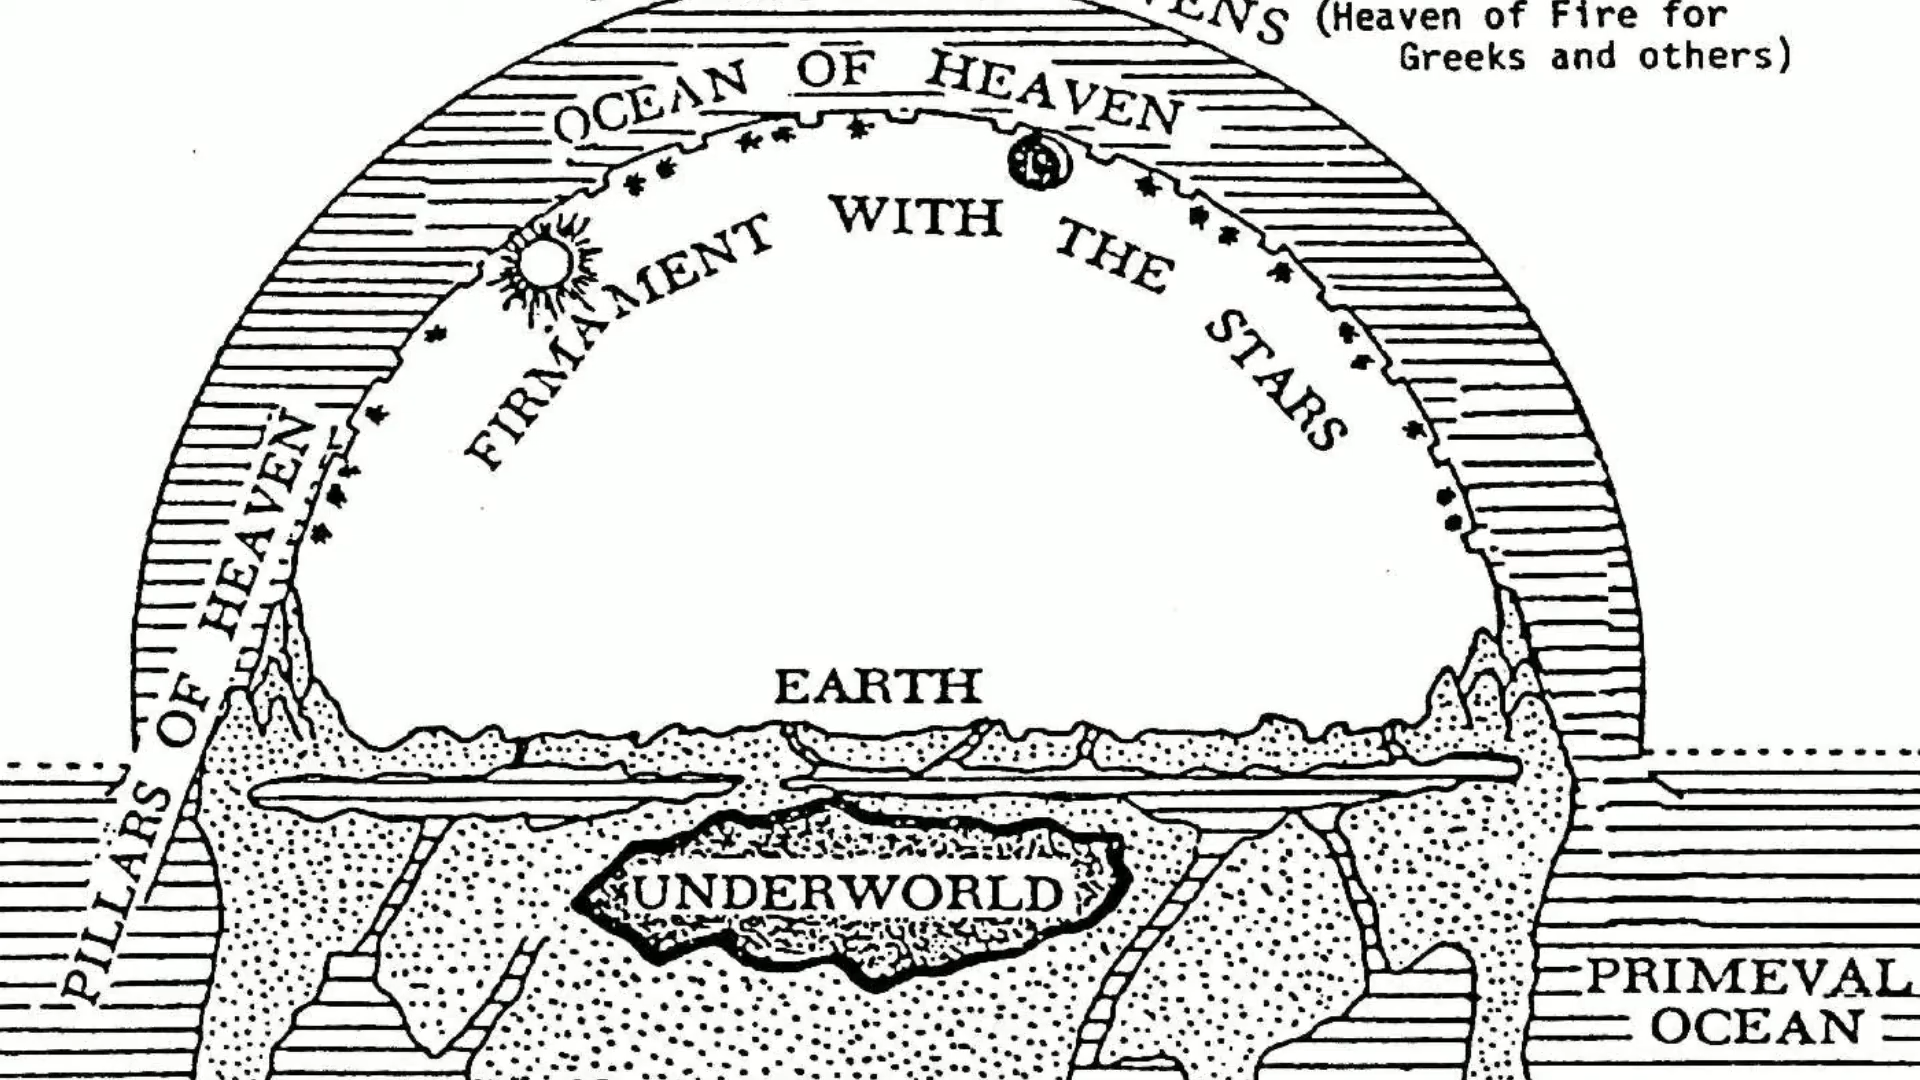 (Heaven of Fire for
Greeks and others)
OCEAN OF HEAVEN
FIRMAMENT WITH THE STARS
PILLARS OF HEAVEN
EARTH
UNDERWORLD
PRIMEVAL
OCEAN